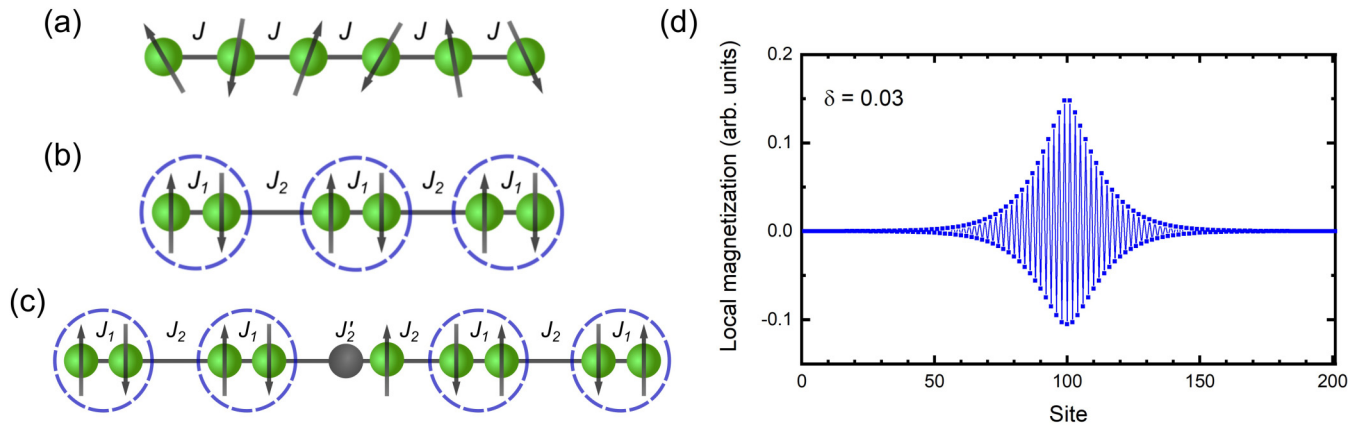 (a)
J J J J J
(b)
J₁ J₂ J₁ J₂ J₁
(c)
J₁ J₂ J₁ J₂' J₂ J₁ J₂ J₁
(d)
δ = 0.03
Local magnetization (arb. units)
0.2
0.1
0.0
-0.1
0 50 100 150 200
Site